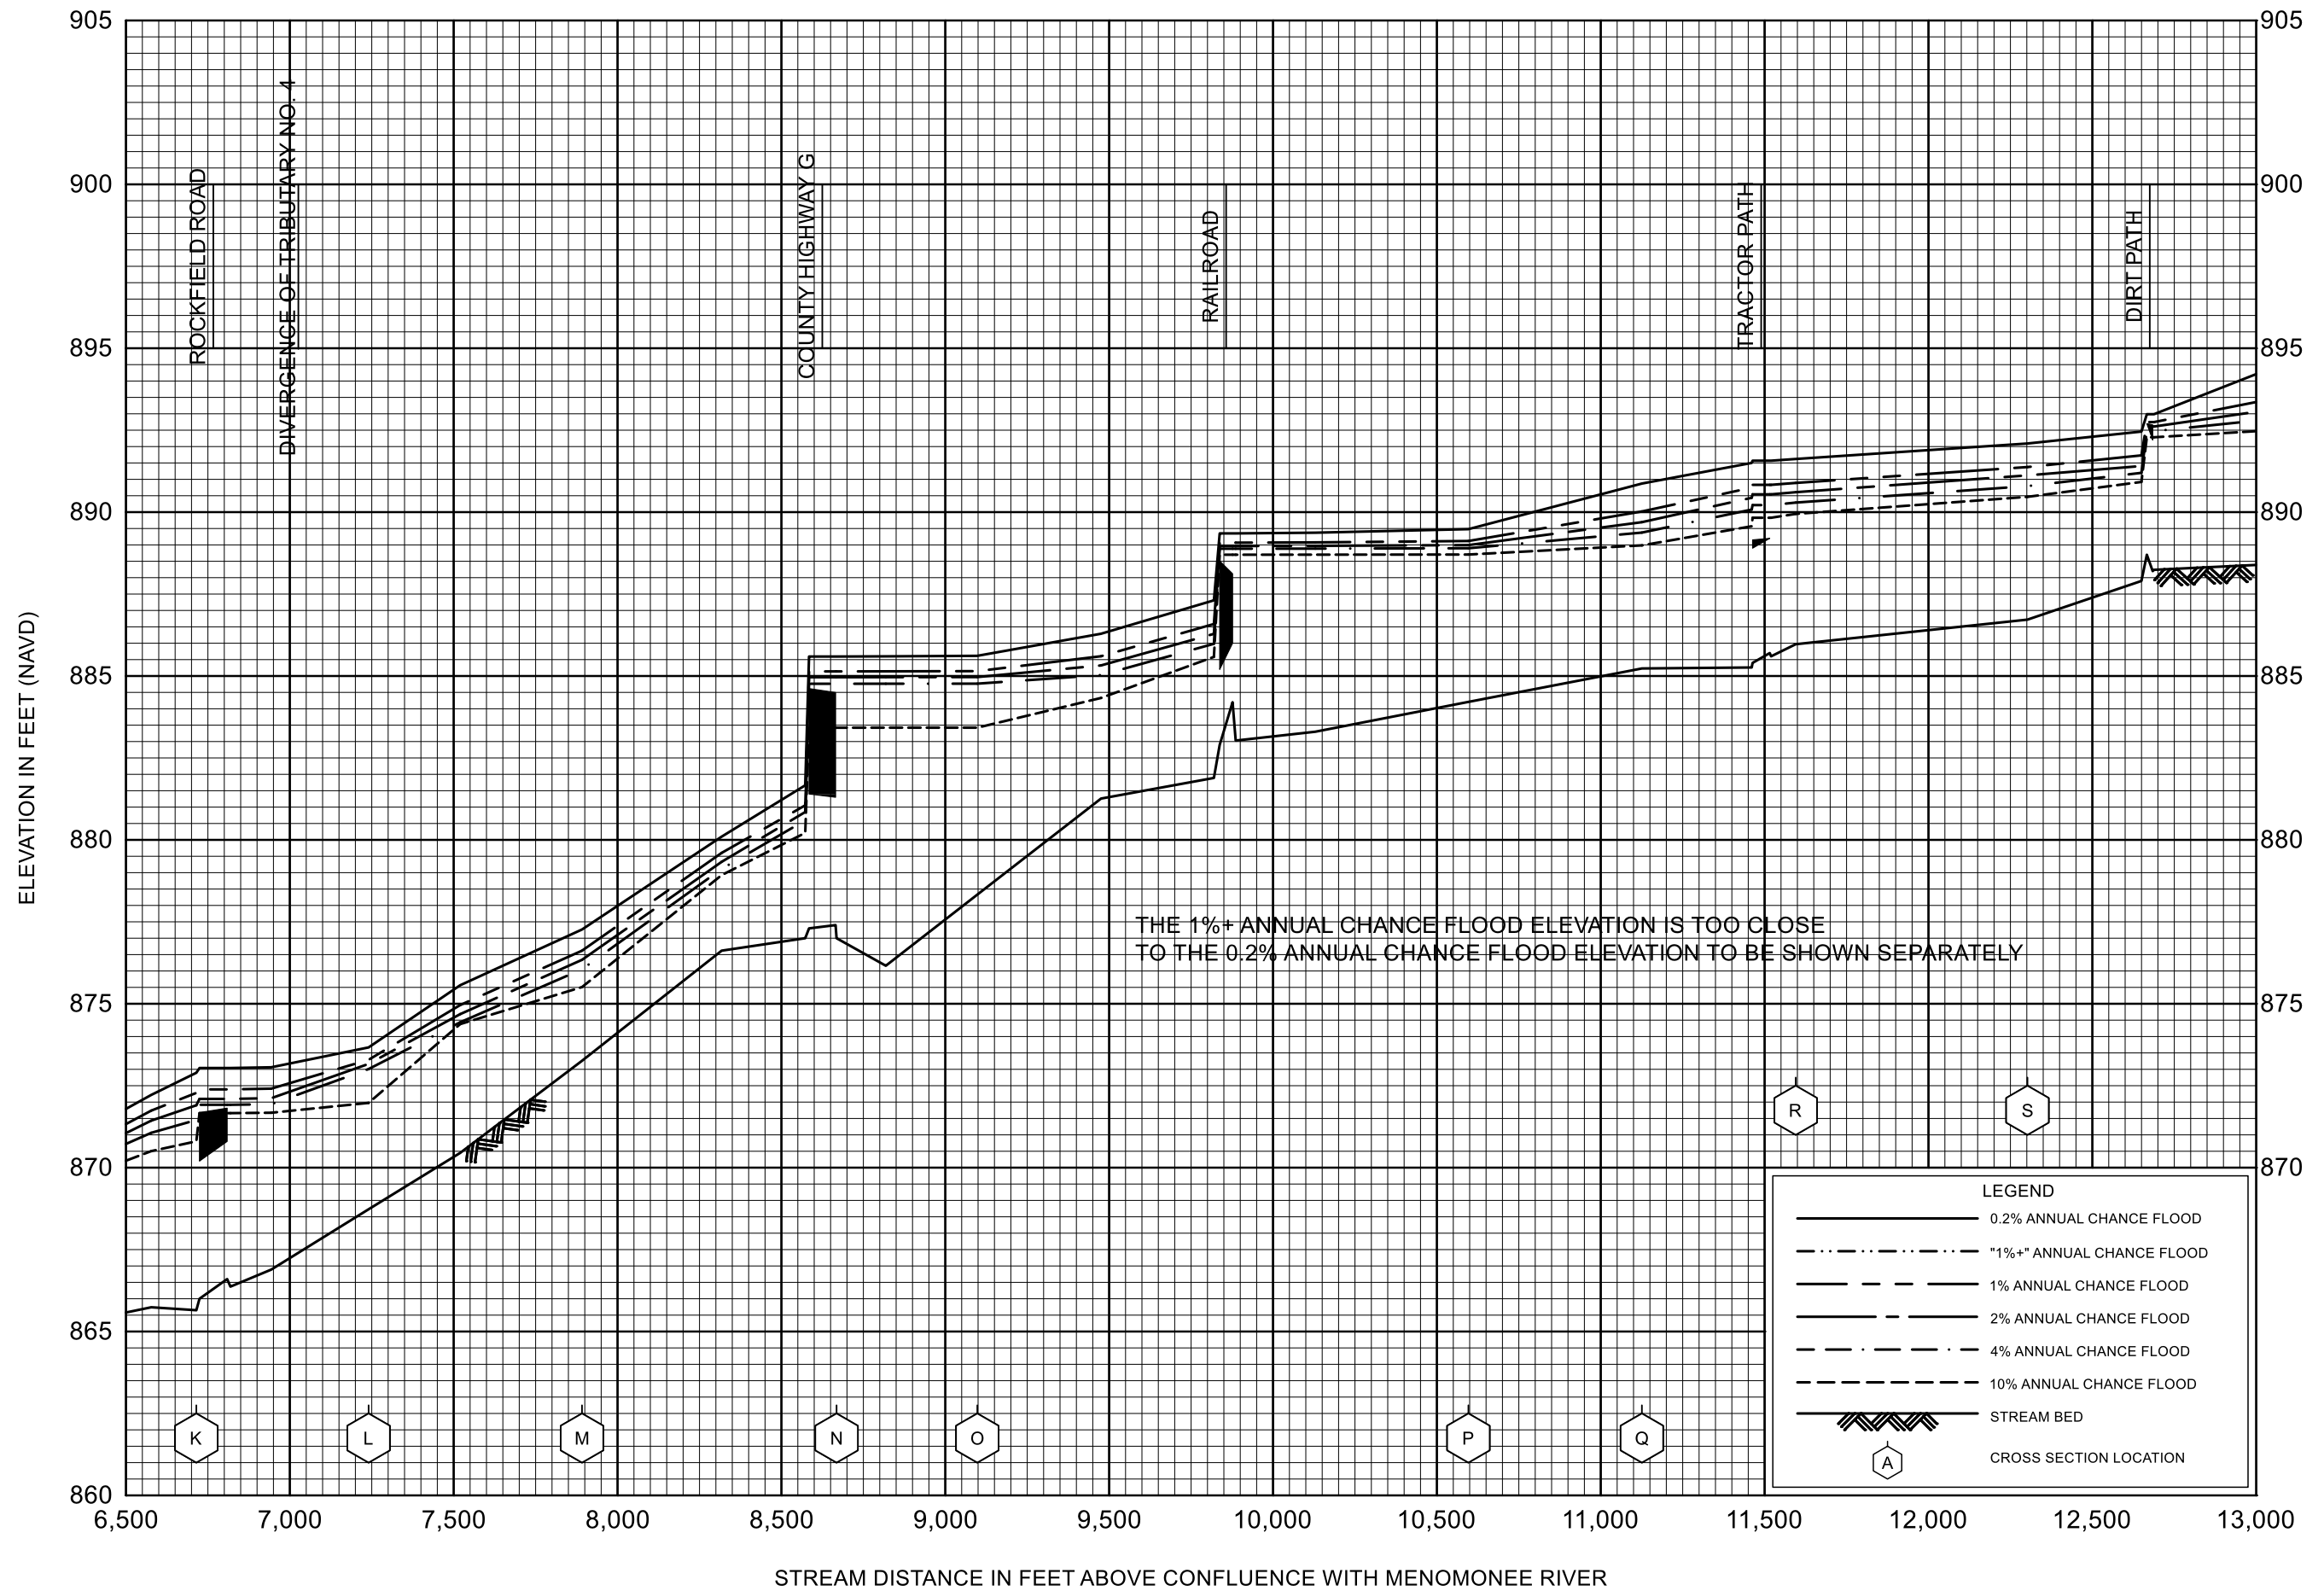 905
900
895
890
885
880
875
870
865
860
905
900
895
890
885
880
875
870
ELEVATION IN FEET (NAVD)
ROCKFIELD ROAD
DIVERGENCE OF TRIBUTARY NO. 4
COUNTY HIGHWAY G
RAILROAD
TRACTOR PATH
DIRT PATH
THE 1%+ ANNUAL CHANCE FLOOD ELEVATION IS TOO CLOSE
TO THE 0.2% ANNUAL CHANCE FLOOD ELEVATION TO BE SHOWN SEPARATELY
R
S
K
L
M
N
O
P
Q
LEGEND
0.2% ANNUAL CHANCE FLOOD
"1%+" ANNUAL CHANCE FLOOD
1% ANNUAL CHANCE FLOOD
2% ANNUAL CHANCE FLOOD
4% ANNUAL CHANCE FLOOD
10% ANNUAL CHANCE FLOOD
STREAM BED
A
CROSS SECTION LOCATION
6,500 7,000 7,500 8,000 8,500 9,000 9,500 10,000 10,500 11,000 11,500 12,000 12,500 13,000
STREAM DISTANCE IN FEET ABOVE CONFLUENCE WITH MENOMONEE RIVER